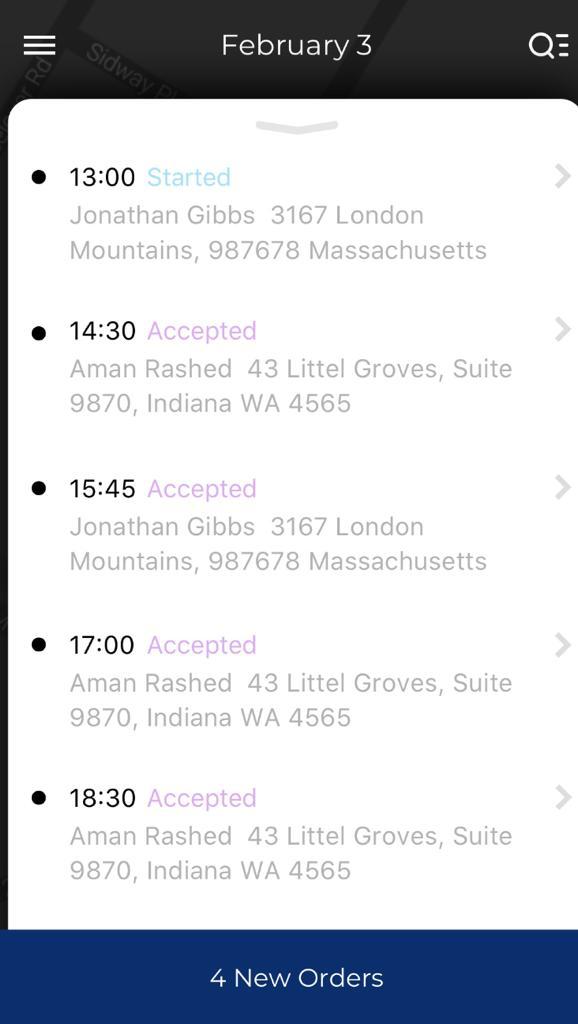 February 3
Sidway Pl
Rd
13:00 Started
Jonathan Gibbs 3167 London
Mountains, 987678 Massachusetts
14:30 Accepted
Aman Rashed 43 Littel Groves, Suite
9870, Indiana WA 4565
15:45 Accepted
Jonathan Gibbs 3167 London
Mountains, 987678 Massachusetts
17:00 Accepted
Aman Rashed 43 Littel Groves, Suite
9870, Indiana WA 4565
18:30 Accepted
Aman Rashed 43 Littel Groves, Suite
9870, Indiana WA 4565
4 New Orders